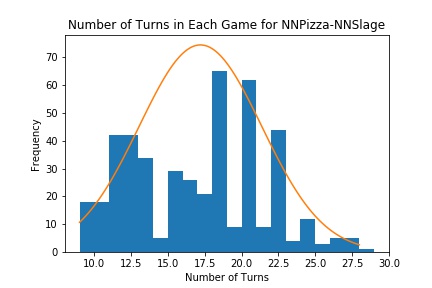 Number of Turns in Each Game for NNPizza-NNSlage
Frequency
70
60
50
40
30
20
10
0
10.0 12.5 15.0 17.5 20.0 22.5 25.0 27.5 30.0
Number of Turns